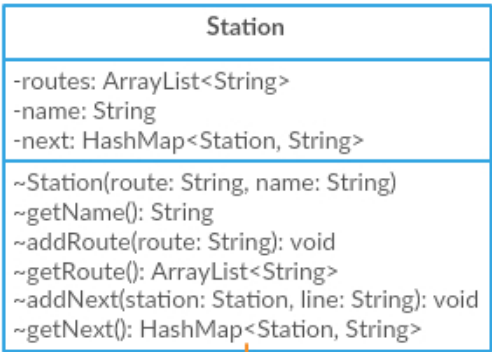 Station
-routes: ArrayList<String>
-name: String
-next: HashMap<Station, String>
~Station(route: String, name: String)
~getName(): String
~addRoute(route: String): void
~getRoute(): ArrayList<String>
~addNext(station: Station, line: String): void
~getNext(): HashMap<Station, String>